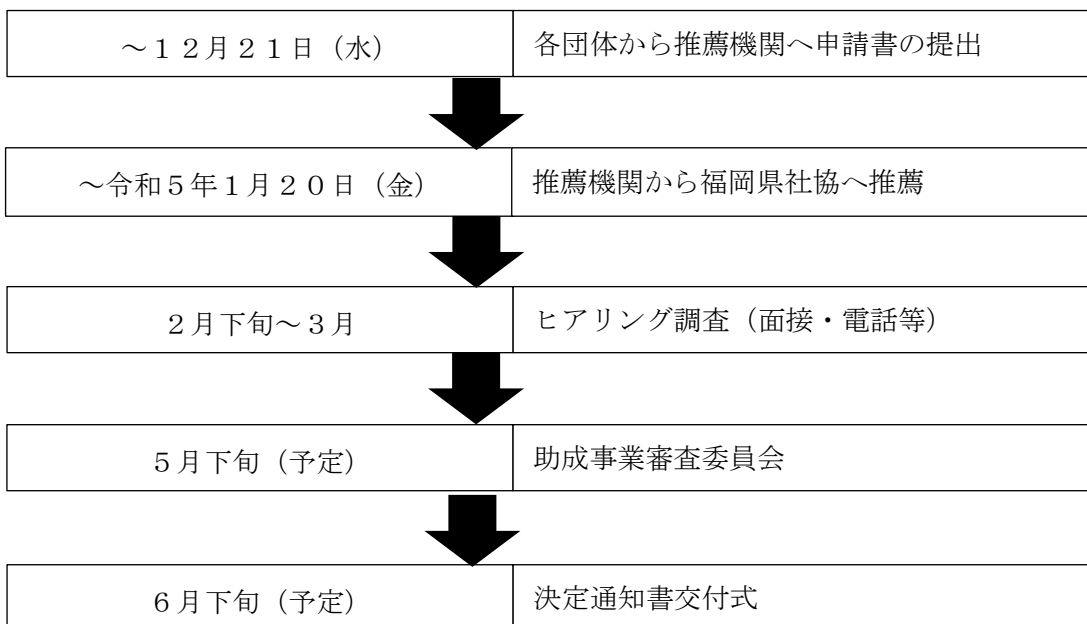 ～１２月２１日（水）
各団体から推薦機関へ申請書の提出
～令和５年１月２０日（金）
推薦機関から福岡県社協へ推薦
２月下旬～３月
ヒアリング調査（面接・電話等）
５月下旬（予定）
助成事業審査委員会
６月下旬（予定）
決定通知書交付式